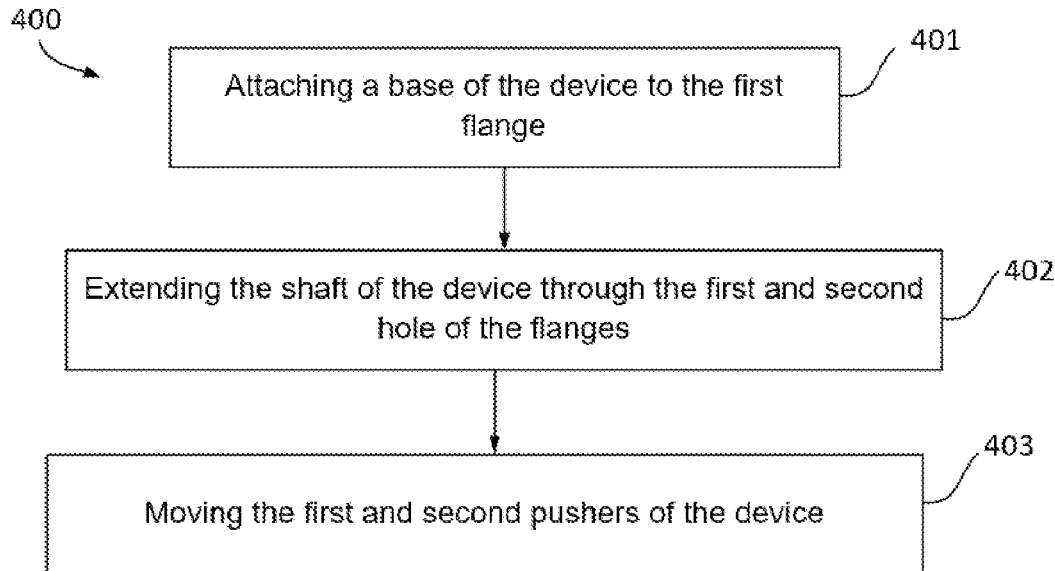 400
401
Attaching a base of the device to the first
flange
402
Extending the shaft of the device through the first and second
hole of the flanges
403
Moving the first and second pushers of the device